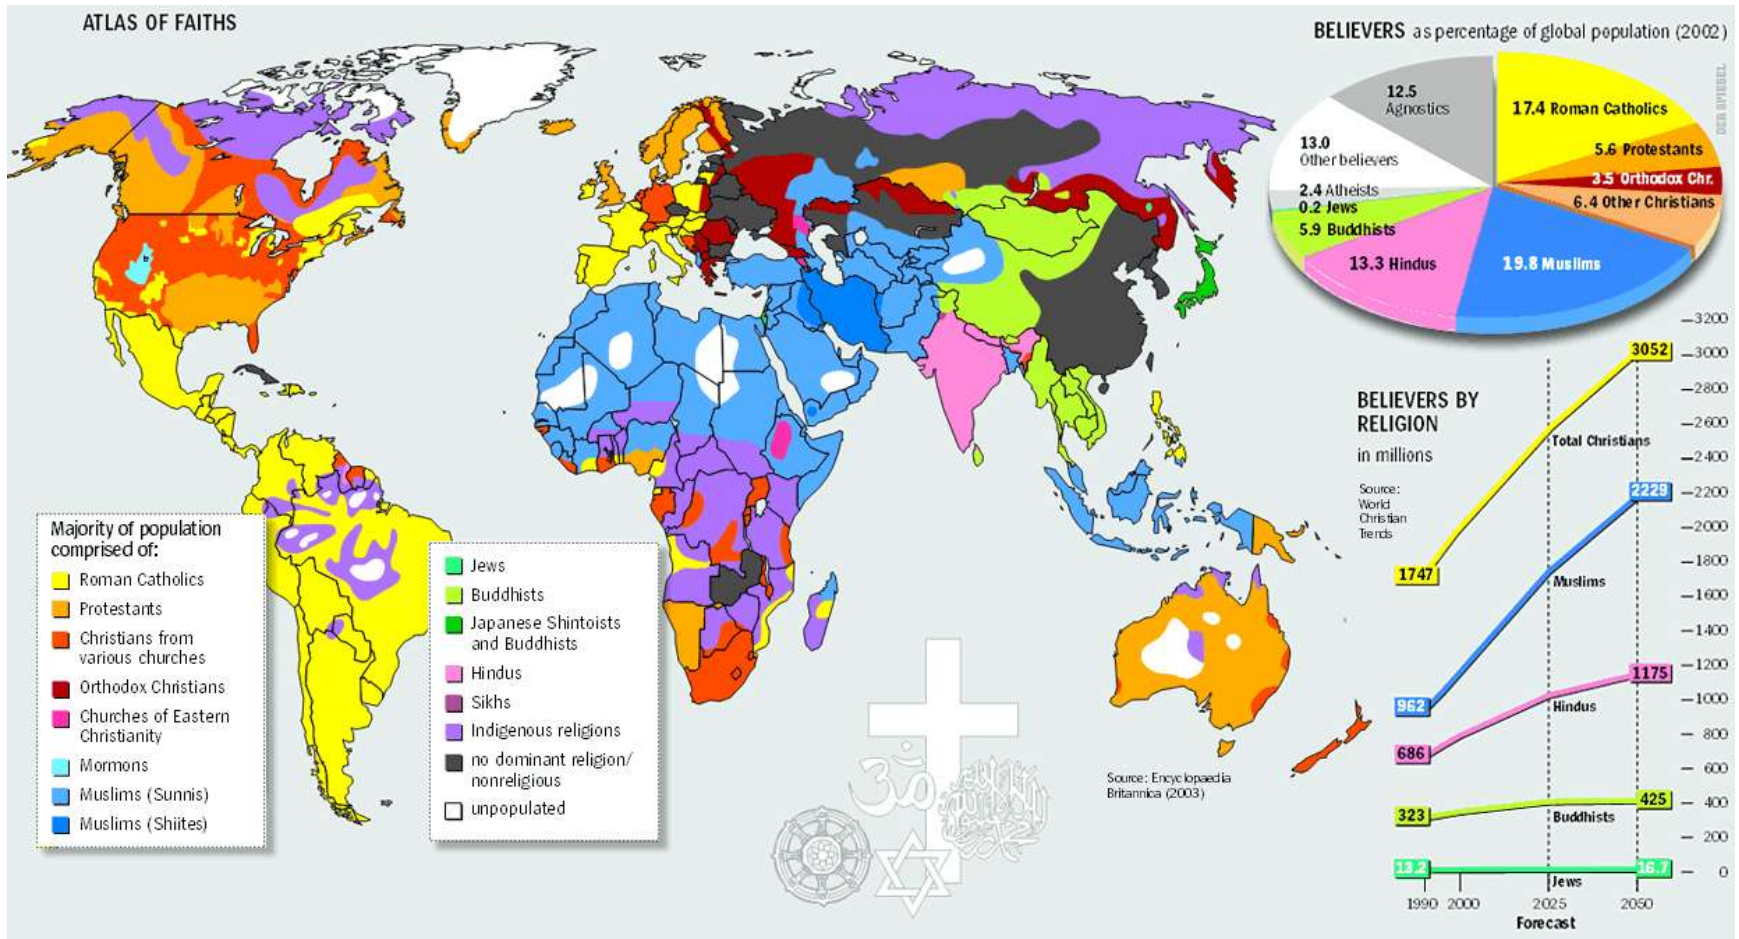 ATLAS OF FAITHS
BELIEVERS as percentage of global population (2002)
12.5
Agnostics
17.4 Roman Catholics
13.0
Other believers
5.6 Protestants
3.5 Orthodox Chr.
6.4 Other Christians
2.4 Atheists
0.2 Jews
5.9 Buddhists
13.3 Hindus
19.8 Muslims
DER SPIEGEL
BELIEVERS BY
RELIGION
in millions
Source:
World
Christian
Trends
3200
3000
2800
2600
2400
2200
2000
1800
1600
1400
1200
1000
800
600
400
200
0
3052
Total Christians
1747
2229
Muslims
962
1175
Hindus
686
425
Buddhists
323
16.7
Jews
13.2
1990 2000 2025 2050
Forecast
Majority of population
comprised of:
Roman Catholics
Protestants
Christians from
various churches
Orthodox Christians
Churches of Eastern
Christianity
Mormons
Muslims (Sunnis)
Muslims (Shiites)
Jews
Buddhists
Japanese Shintoists
and Buddhists
Hindus
Sikhs
Indigenous religions
no dominant religion/
nonreligious
unpopulated
Source: Encyclopaedia
Britannica (2003)